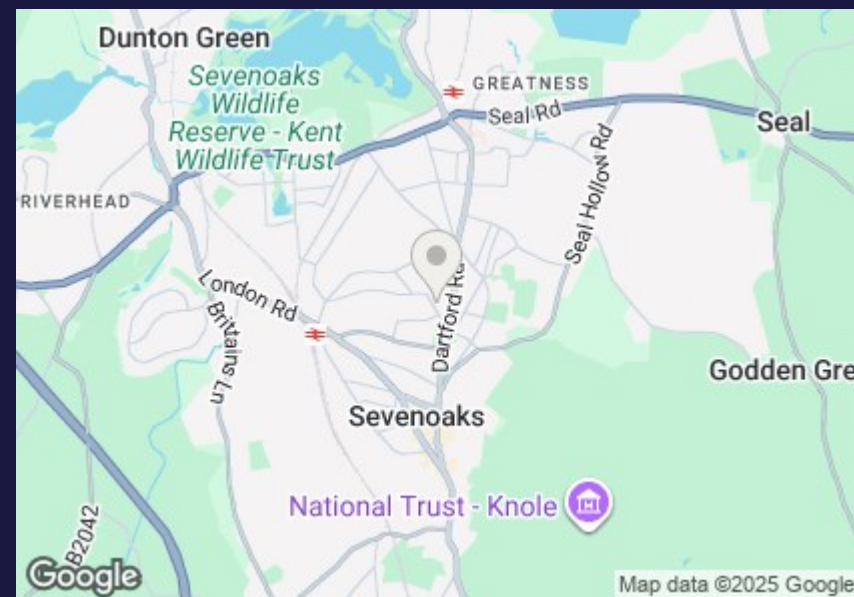 Dunton Green
Sevenoaks
Wildlife
Reserve - Kent
Wildlife Trust
GREATNESS
Seal Rd
Seal
RIVERHEAD
Seal Hollow Rd
London Rd
Brittains Ln
Dartford Rd
Godden Gre
Sevenoaks
National Trust - Knole
B2042
Google
Map data ©2025 Google